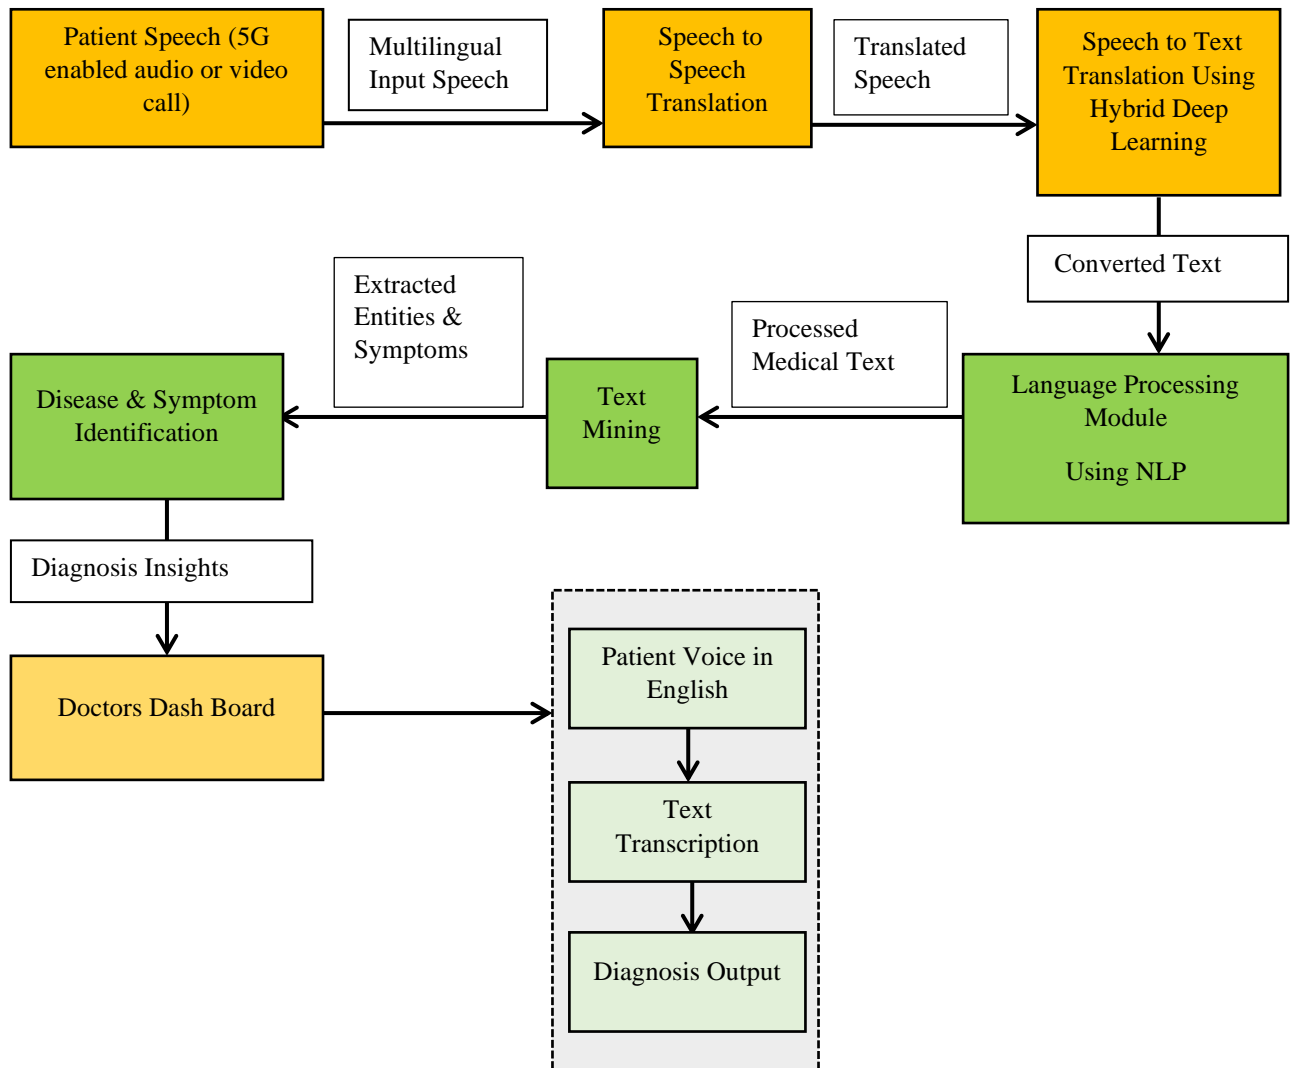 Patient Speech (5G
enabled audio or video
call)
Multilingual
Input Speech
Speech to
Speech
Translation
Translated
Speech
Speech to Text
Translation Using
Hybrid Deep
Learning
Converted Text
Language Processing
Module
Using NLP
Processed
Medical Text
Text
Mining
Extracted
Entities &
Symptoms
Disease & Symptom
Identification
Diagnosis Insights
Doctors Dash Board
Patient Voice in
English
Text
Transcription
Diagnosis Output